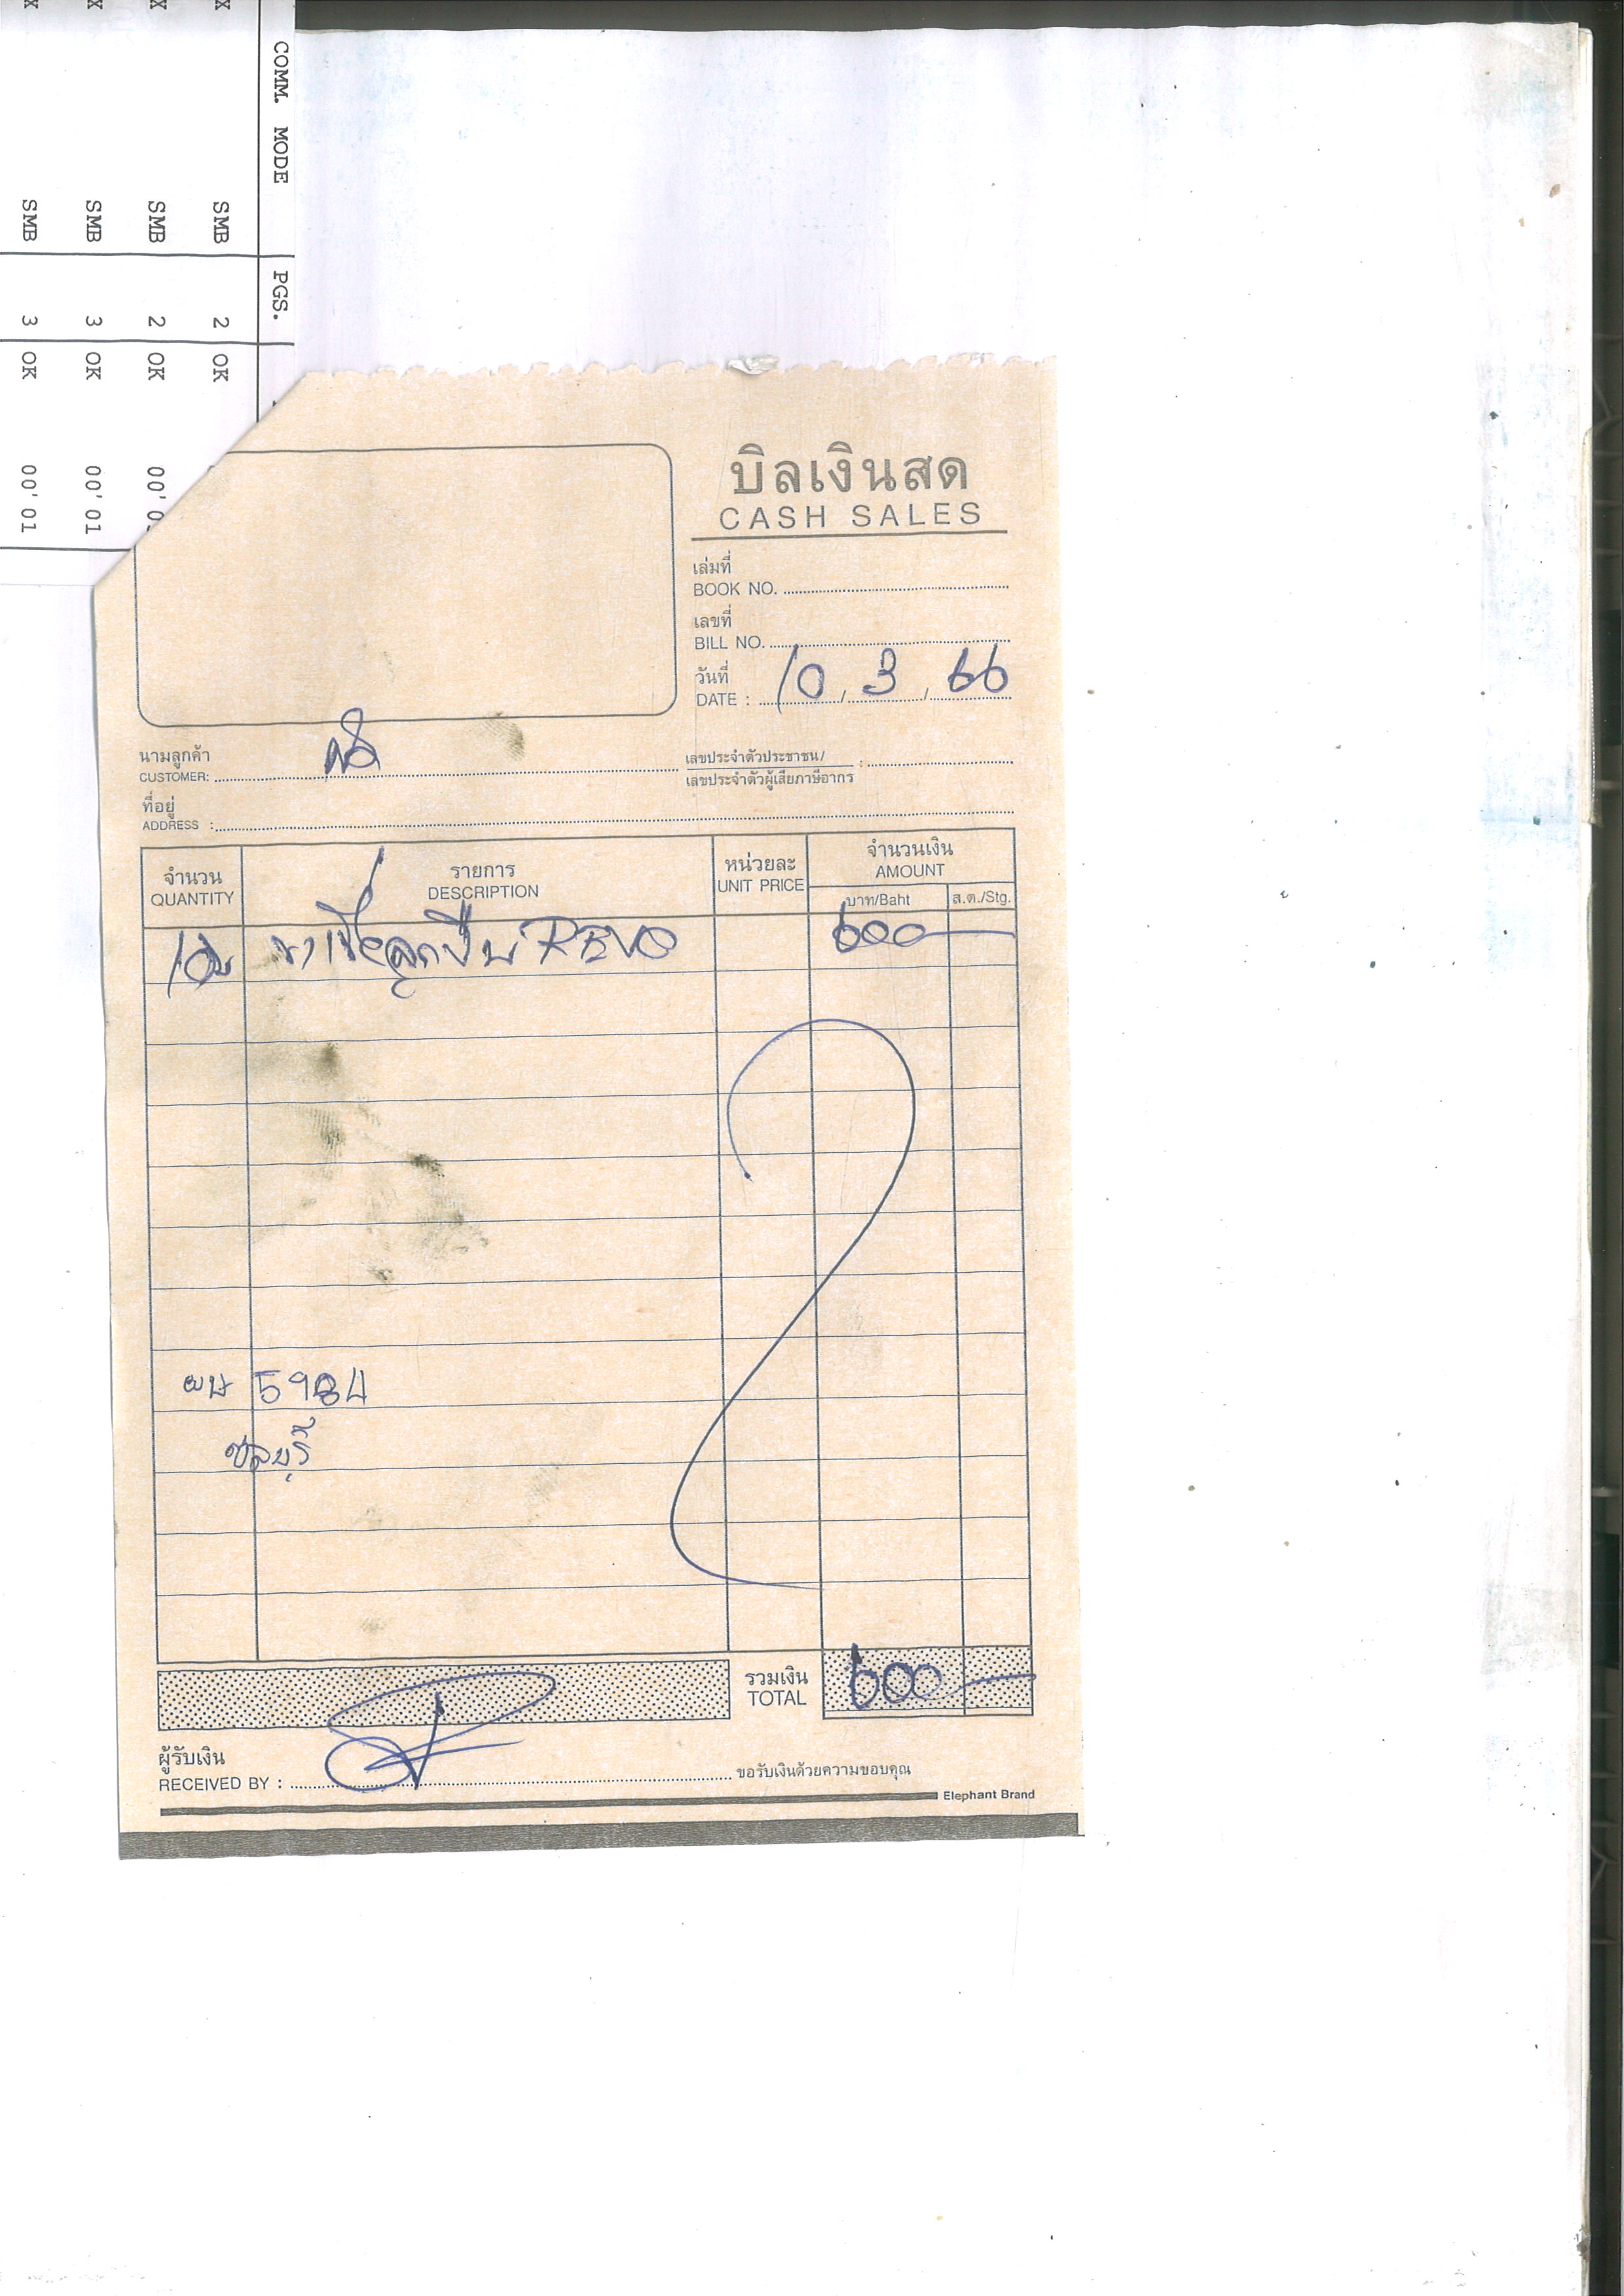 COMM. MODE PGS.
X SMB 2 OK
X SMB 2 OK 00'0
X SMB 3 OK 00'01
X SMB 3 OK 00'01
บิลเงินสด
CASH SALES
เล่มที่
BOOK NO.
เลขที่
BILL NO.
วันที่
DATE : 10 / 3 / 66
นามลูกค้า
CUSTOMER:
เลขประจำตัวประชาชน/ :
เลขประจำตัวผู้เสียภาษีอากร
ที่อยู่
ADDRESS :
จำนวน รายการ หน่วยละ จำนวนเงิน
QUANTITY DESCRIPTION UNIT PRICE AMOUNT
บาท/Baht ส.ต./Stg.
ลูกปืน REVO 600
5984
ชลบุรี
รวมเงิน
TOTAL 600
ผู้รับเงิน
RECEIVED BY : ขอรับเงินด้วยความขอบคุณ
Elephant Brand